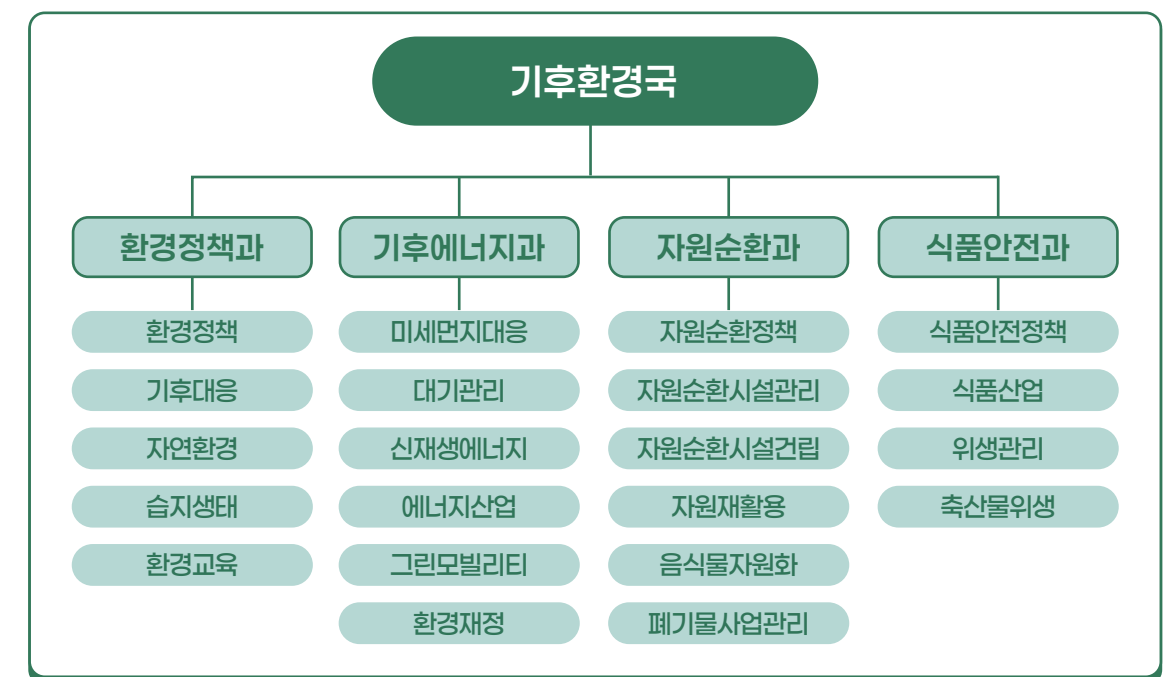 기후환경국
환경정책과
환경정책
기후대응
자연환경
습지생태
환경교육
기후에너지과
미세먼지대응
대기관리
신재생에너지
에너지산업
그린모빌리티
환경재정
자원순환과
자원순환정책
자원순환시설관리
자원순환시설건립
자원재활용
음식물자원화
폐기물사업관리
식품안전과
식품안전정책
식품산업
위생관리
축산물위생